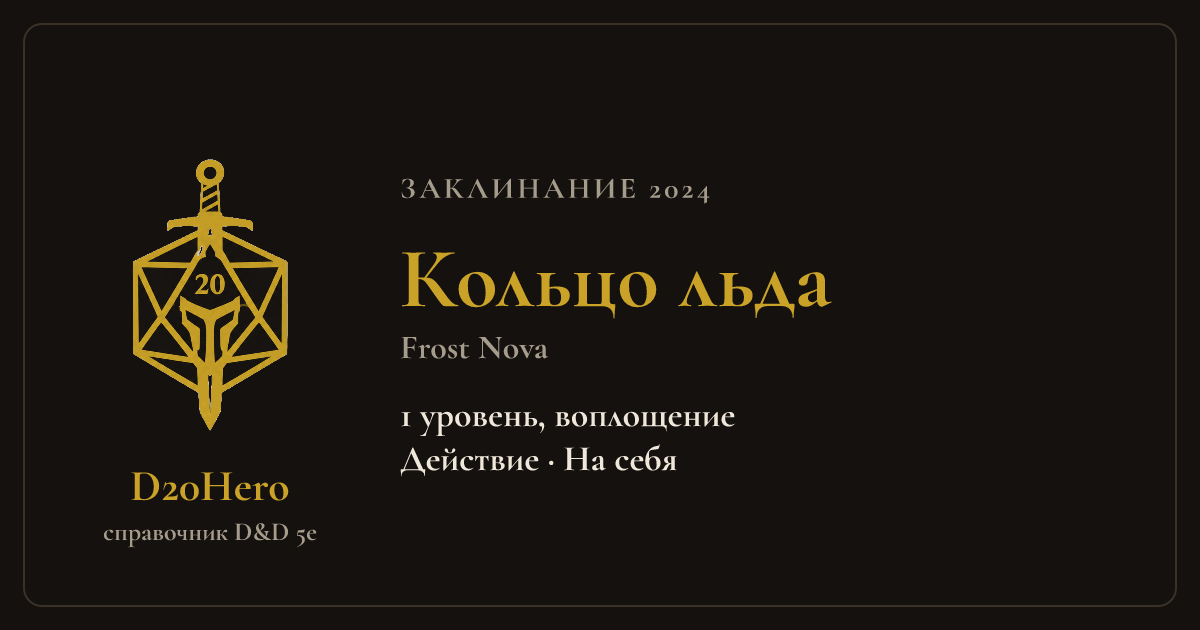 20
D20Hero
справочник D&D 5e
ЗАКЛИНАНИЕ 2024
Кольцо льда
Frost Nova
1 уровень, воплощение
Действие · На себя